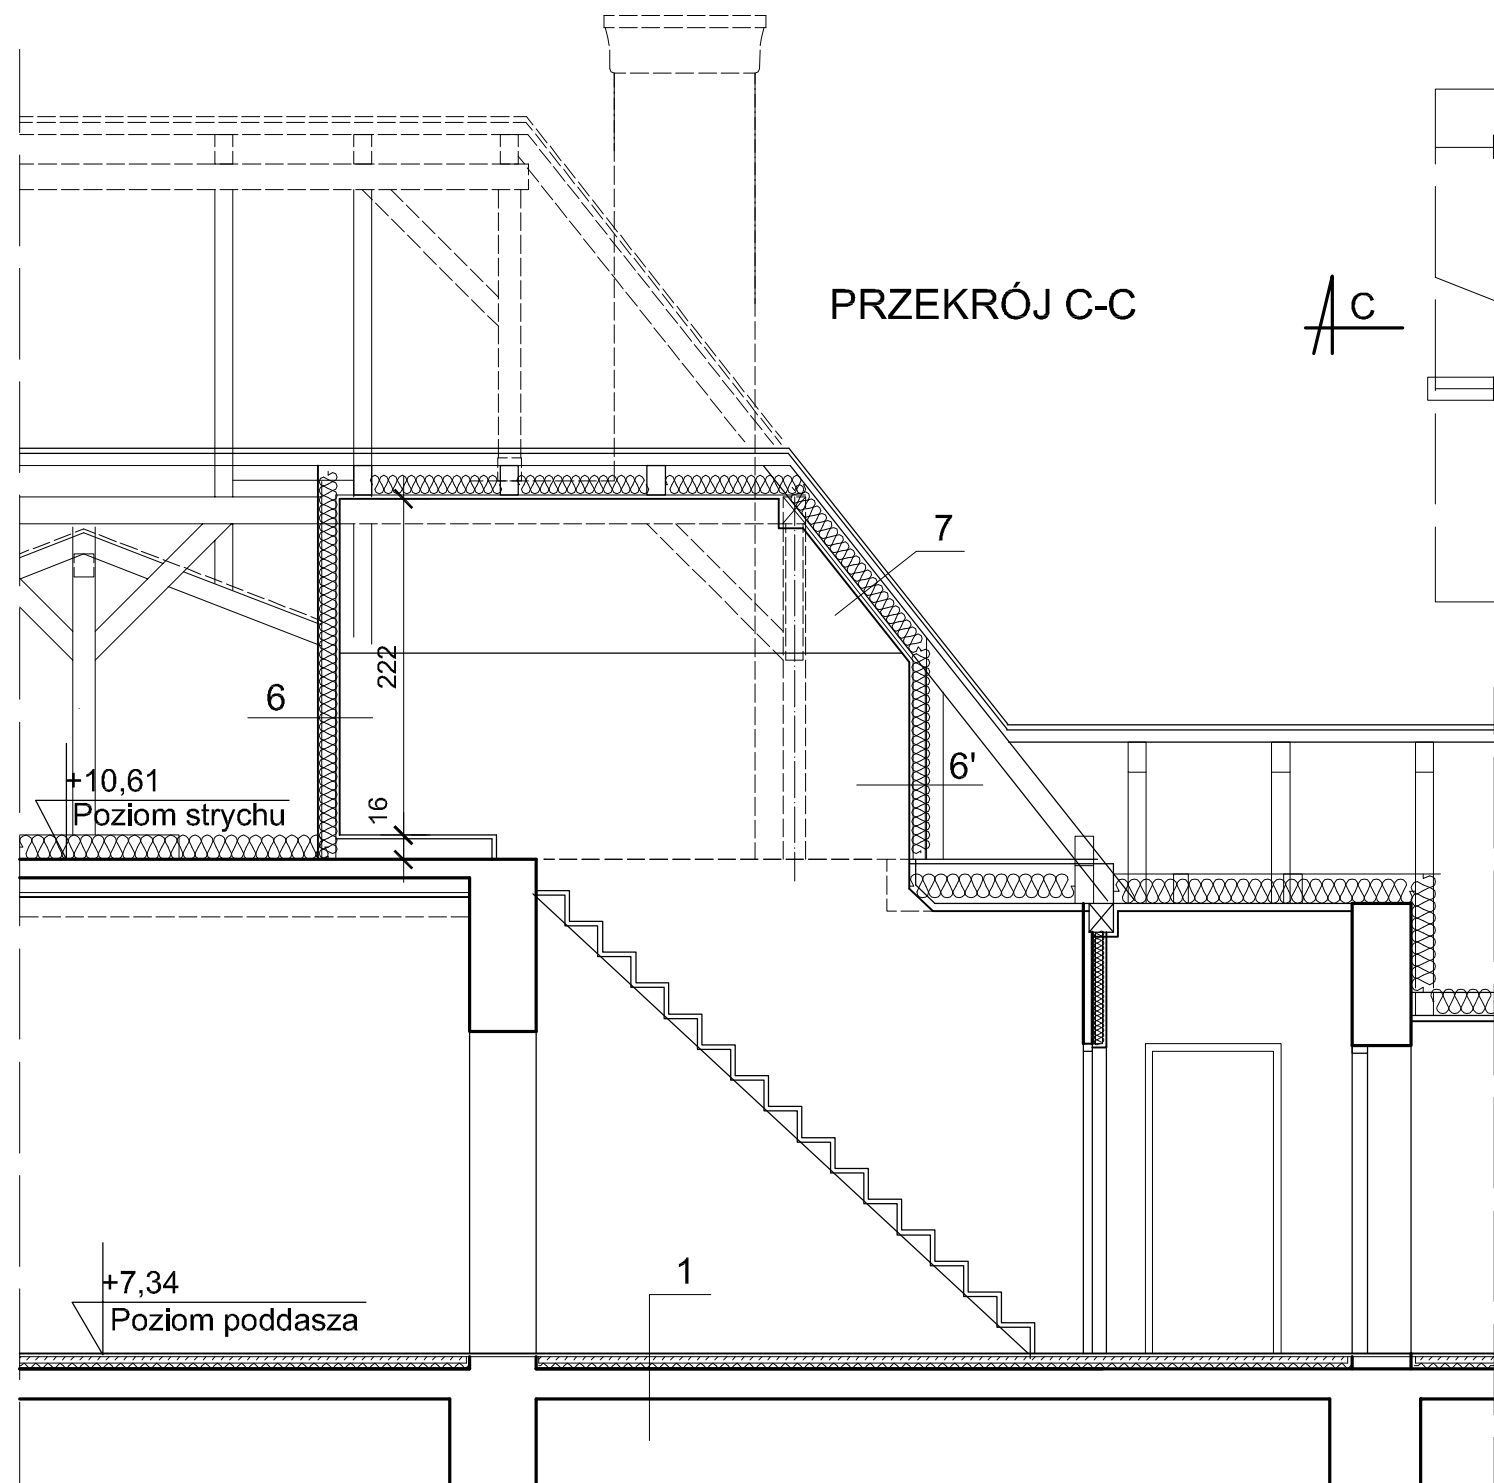 PRZEKRÓJ C-C
C
7
222
6
6'
+10,61
Poziom strychu
16
1
+7,34
Poziom poddasza